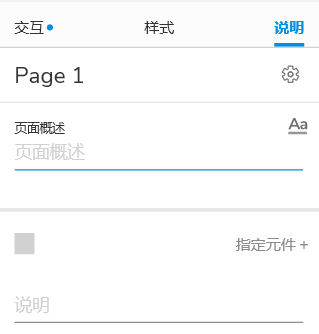 交互 样式 说明
Page 1
页面概述 Aa
页面概述
指定元件 +
说明